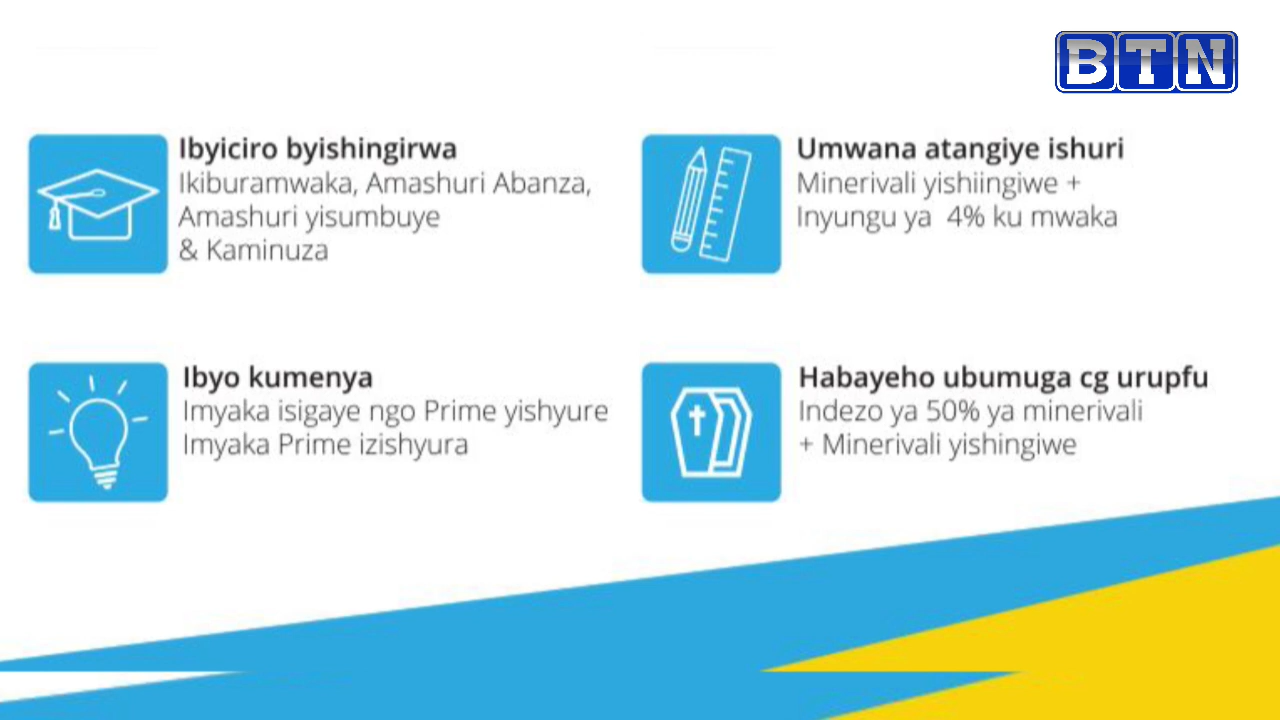 BTN
Ibyiciro byishingirwa
Ikiburamwaka, Amashuri Abanza,
Amashuri yisumbuye
& Kaminuza
Umwana atangiye ishuri
Minerivali yishiingiwe +
Inyungu ya 4% ku mwaka
Ibyo kumenya
Imyaka isigaye ngo Prime yishyure
Imyaka Prime izishyura
Habayeho ubumuga cg urupfu
Indezo ya 50% ya minerivali
+ Minerivali yishingiwe